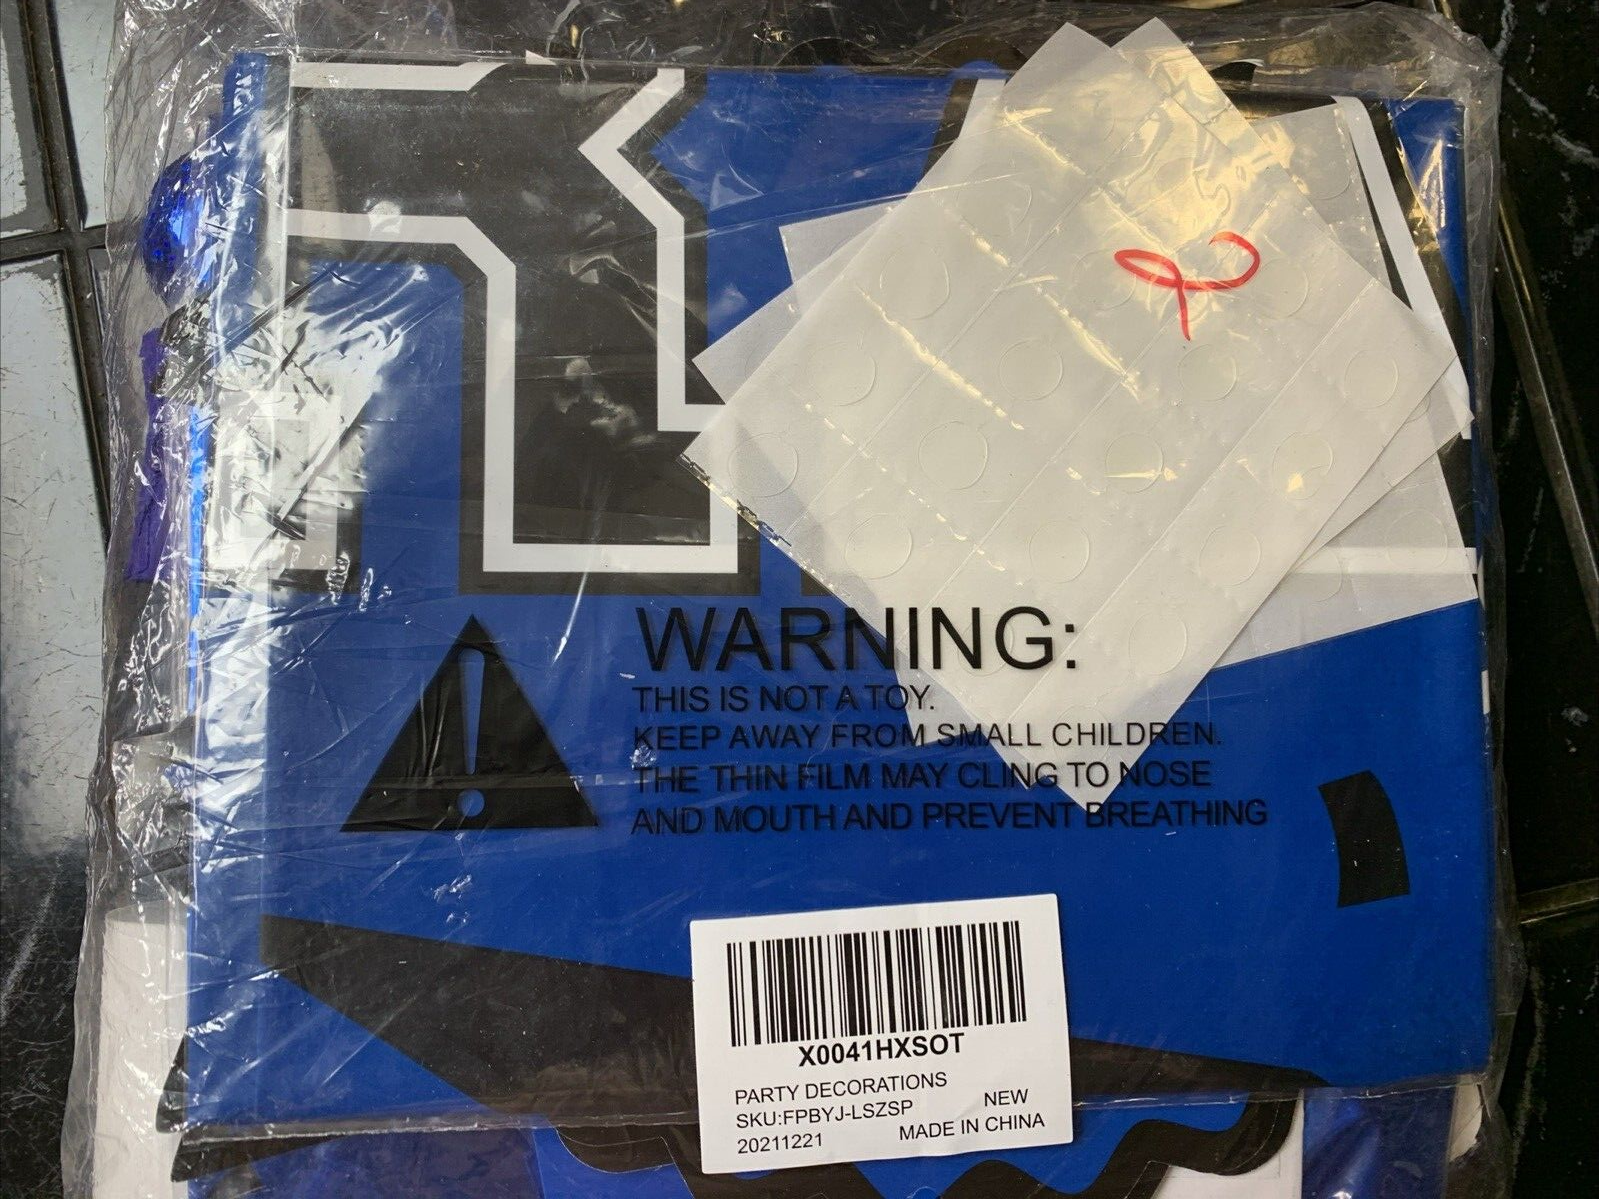 WARNING:
THIS IS NOT A TOY.
KEEP AWAY FROM SMALL CHILDREN.
THE THIN FILM MAY CLING TO NOSE
AND MOUTH AND PREVENT BREATHING
X0041HXSOT
PARTY DECORATIONS
SKU:FPBYJ-LSZSP NEW
20211221 MADE IN CHINA